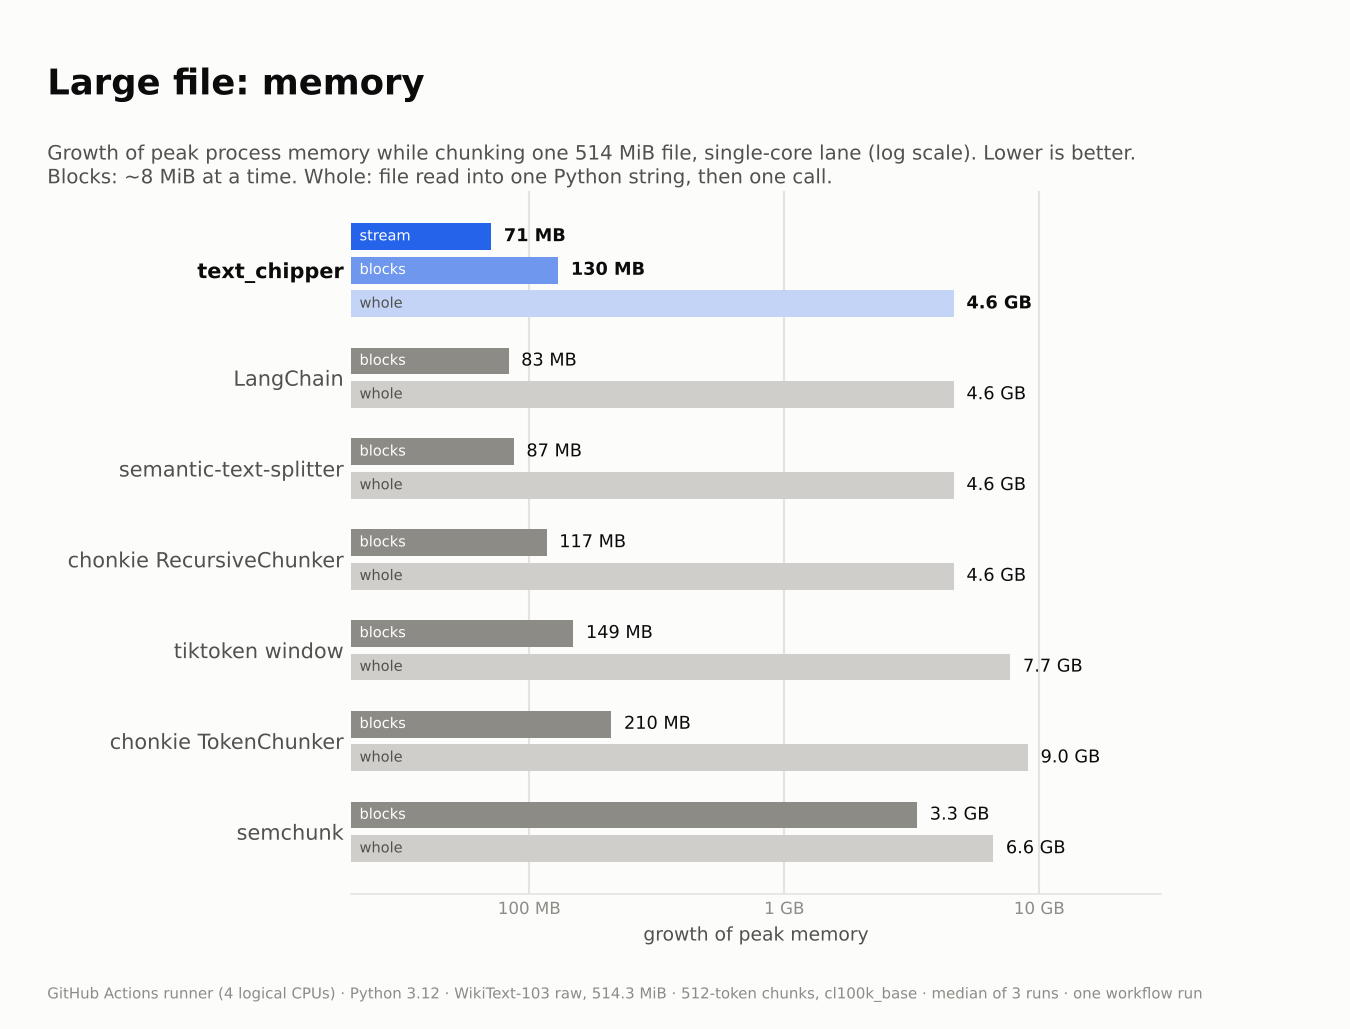 Large file: memory
Growth of peak process memory while chunking one 514 MiB file, single-core lane (log scale). Lower is better.
Blocks: ~8 MiB at a time. Whole: file read into one Python string, then one call.
text_chipper
stream 71 MB
blocks 130 MB
whole 4.6 GB
LangChain
blocks 83 MB
whole 4.6 GB
semantic-text-splitter
blocks 87 MB
whole 4.6 GB
chonkie RecursiveChunker
blocks 117 MB
whole 4.6 GB
tiktoken window
blocks 149 MB
whole 7.7 GB
chonkie TokenChunker
blocks 210 MB
whole 9.0 GB
semchunk
blocks 3.3 GB
whole 6.6 GB
100 MB 1 GB 10 GB
growth of peak memory
GitHub Actions runner (4 logical CPUs) · Python 3.12 · WikiText-103 raw, 514.3 MiB · 512-token chunks, cl100k_base · median of 3 runs · one workflow run